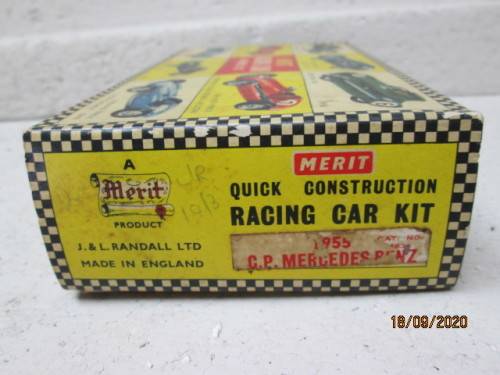 A
Merit
PRODUCT
J. & L. RANDALL LTD
MADE IN ENGLAND
MERIT
QUICK CONSTRUCTION
RACING CAR KIT
1955
G.P. MERCEDES BENZ
18/09/2020